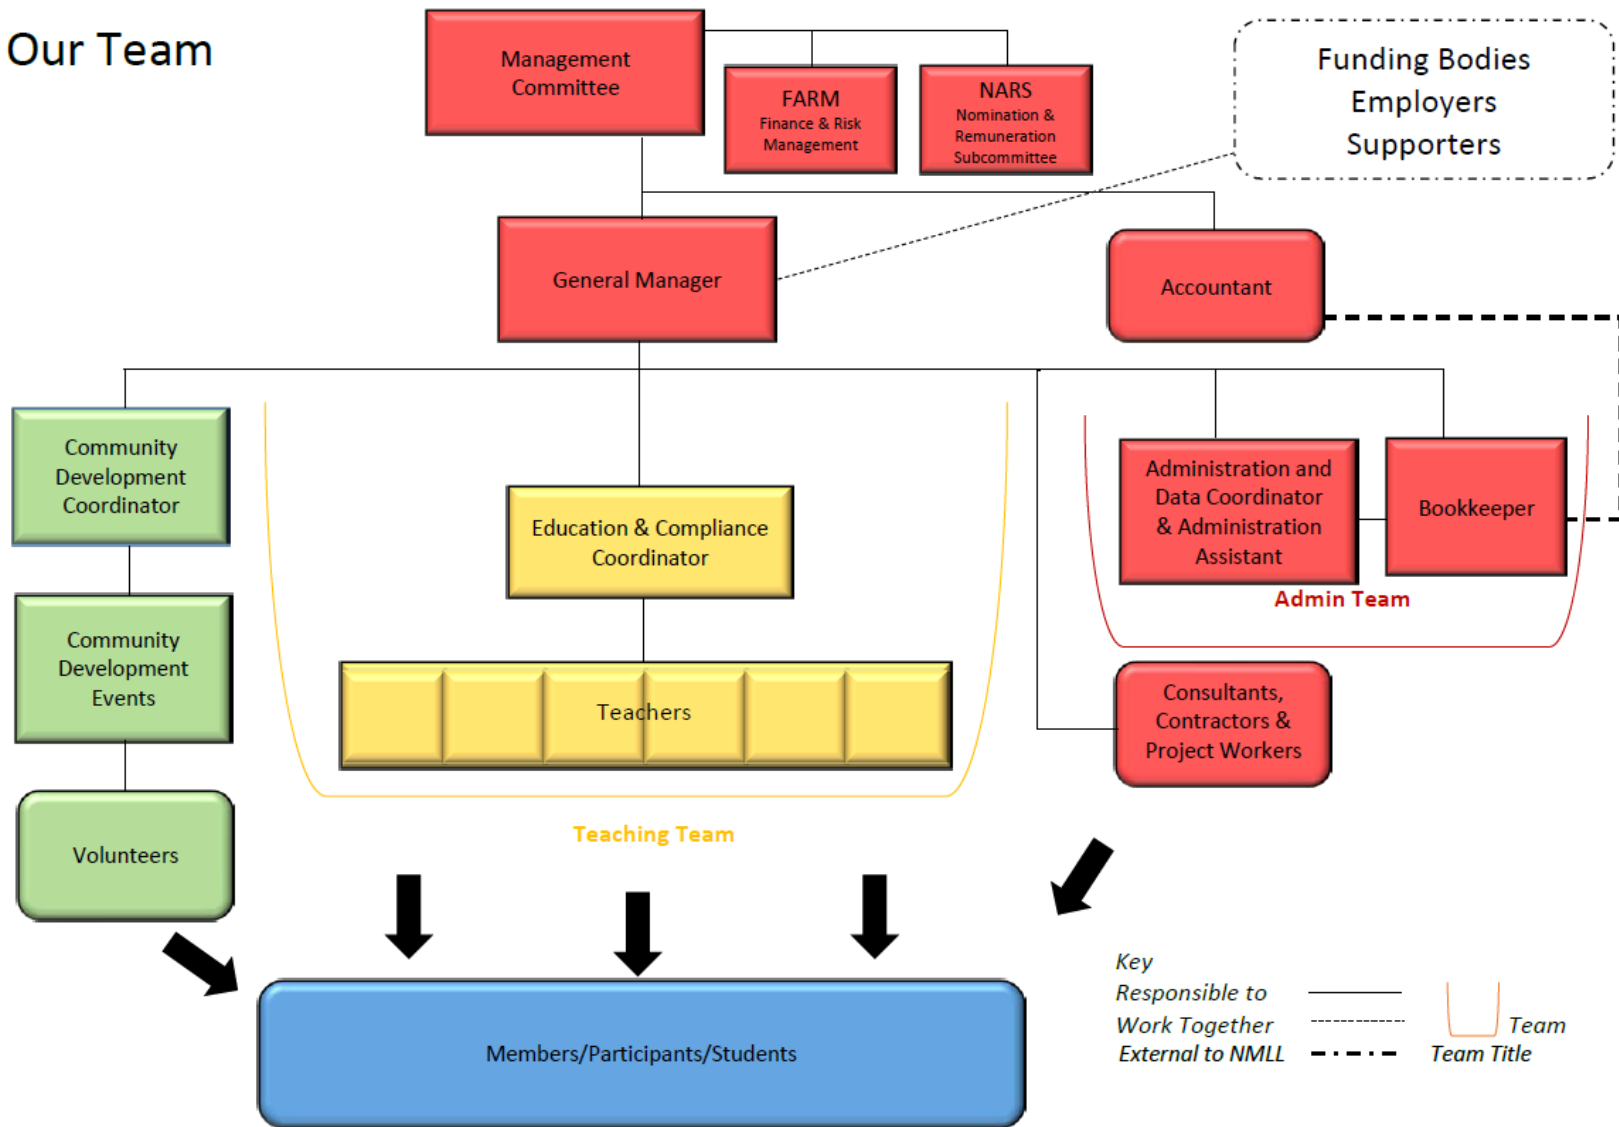 Our Team
Management
Committee
FARM
Finance & Risk
Management
NARS
Nomination &
Remuneration
Subcommittee
Funding Bodies
Employers
Supporters
General Manager
Accountant
Community
Development
Coordinator
Education & Compliance
Coordinator
Administration and
Data Coordinator
& Administration
Assistant
Bookkeeper
Admin Team
Community
Development
Events
Teachers
Consultants,
Contractors &
Project Workers
Volunteers
Teaching Team
Members/Participants/Students
Key
Responsible to
Work Together
Team
External to NMLL
Team Title